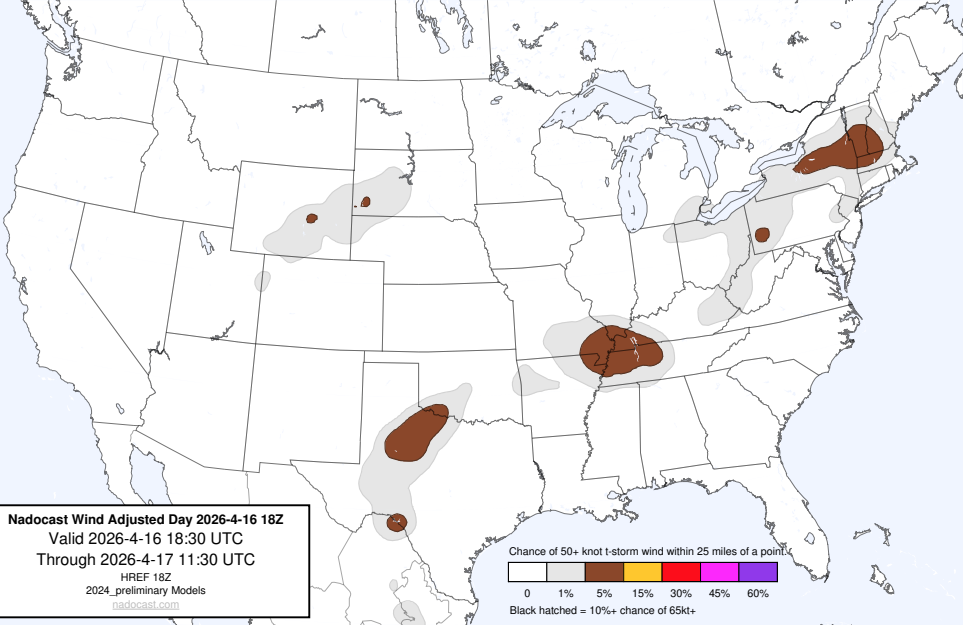 Nadocast Wind Adjusted Day 2026-4-16 18Z
Valid 2026-4-16 18:30 UTC
Through 2026-4-17 11:30 UTC
HREF 18Z
2024_preliminary Models
nadocast.com
Chance of 50+ knot t-storm wind within 25 miles of a point.
0 1% 5% 15% 30% 45% 60%
Black hatched = 10%+ chance of 65kt+